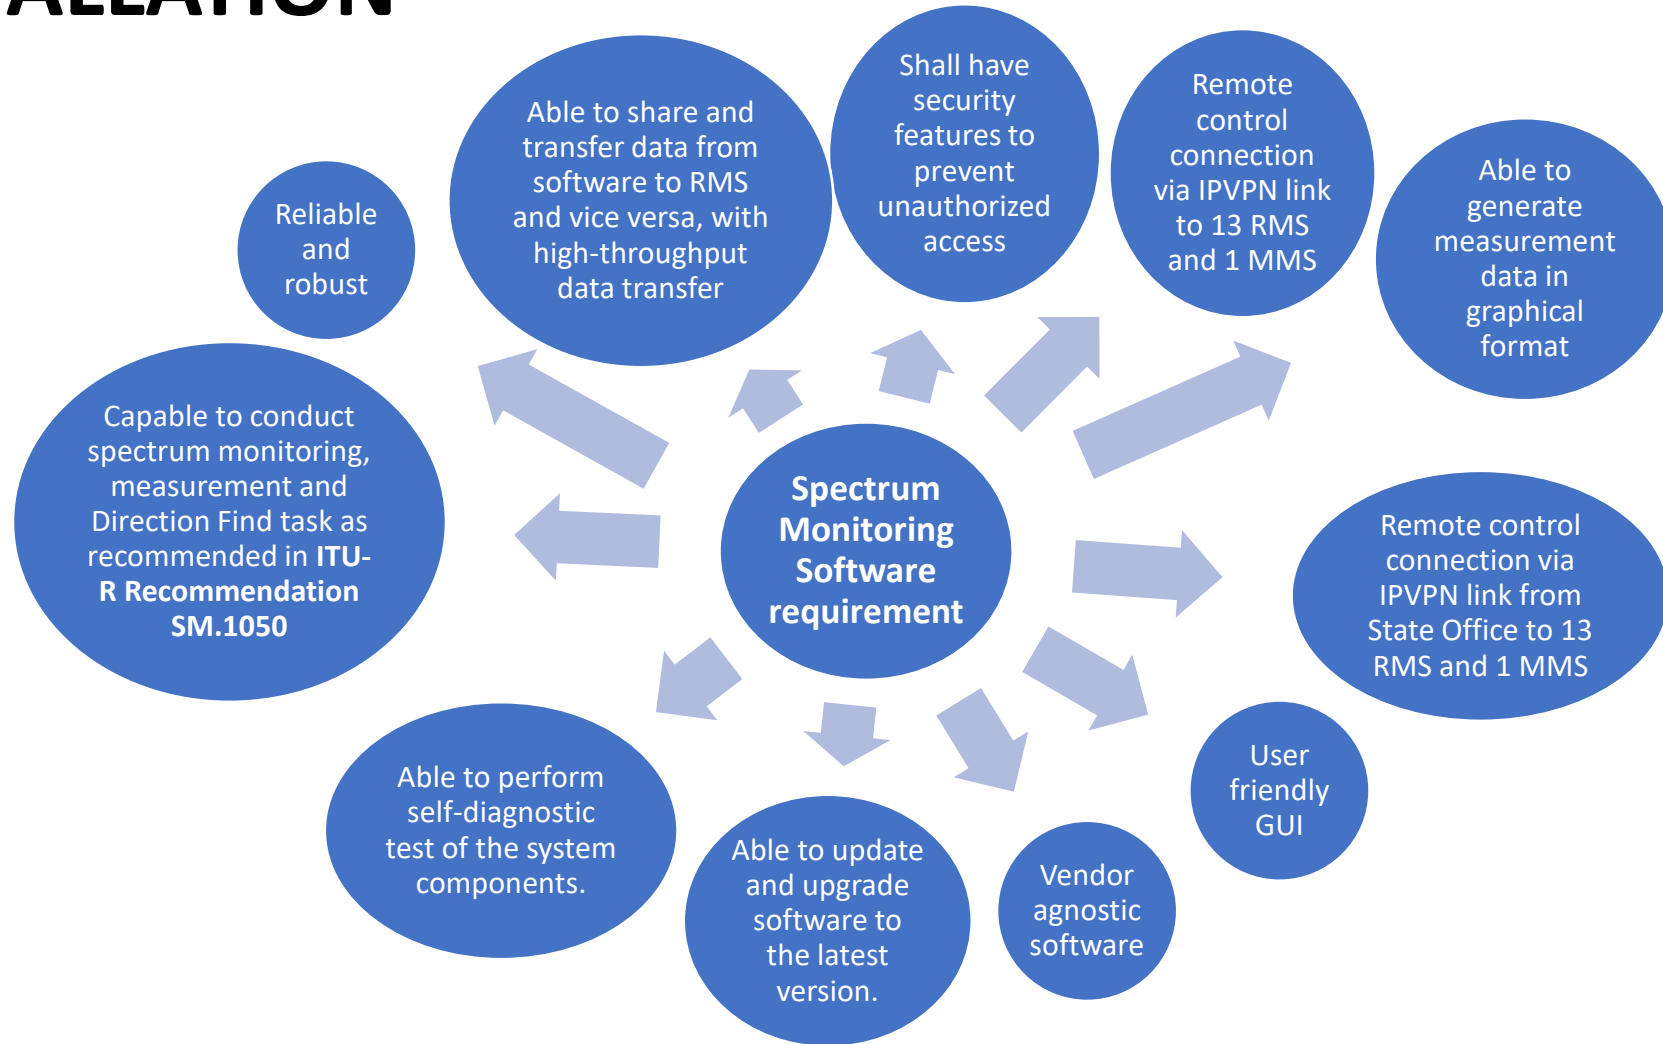 ALLATION
Shall have
security
features to
prevent
unauthorized
access
Remote
control
connection
via IPVPN link
to 13 RMS
and 1 MMS
Able to
generate
measurement
data in
graphical
format
Remote control
connection via
IPVPN link from
State Office to 13
RMS and 1 MMS
User
friendly
GUI
Vendor
agnostic
software
Able to update
and upgrade
software to
the latest
version.
Able to perform
self-diagnostic
test of the system
components.
Capable to conduct
spectrum monitoring,
measurement and
Direction Find task as
recommended in ITU-
R Recommendation
SM.1050
Reliable
and
robust
Able to share and
transfer data from
software to RMS
and vice versa, with
high-throughput
data transfer
Spectrum
Monitoring
Software
requirement